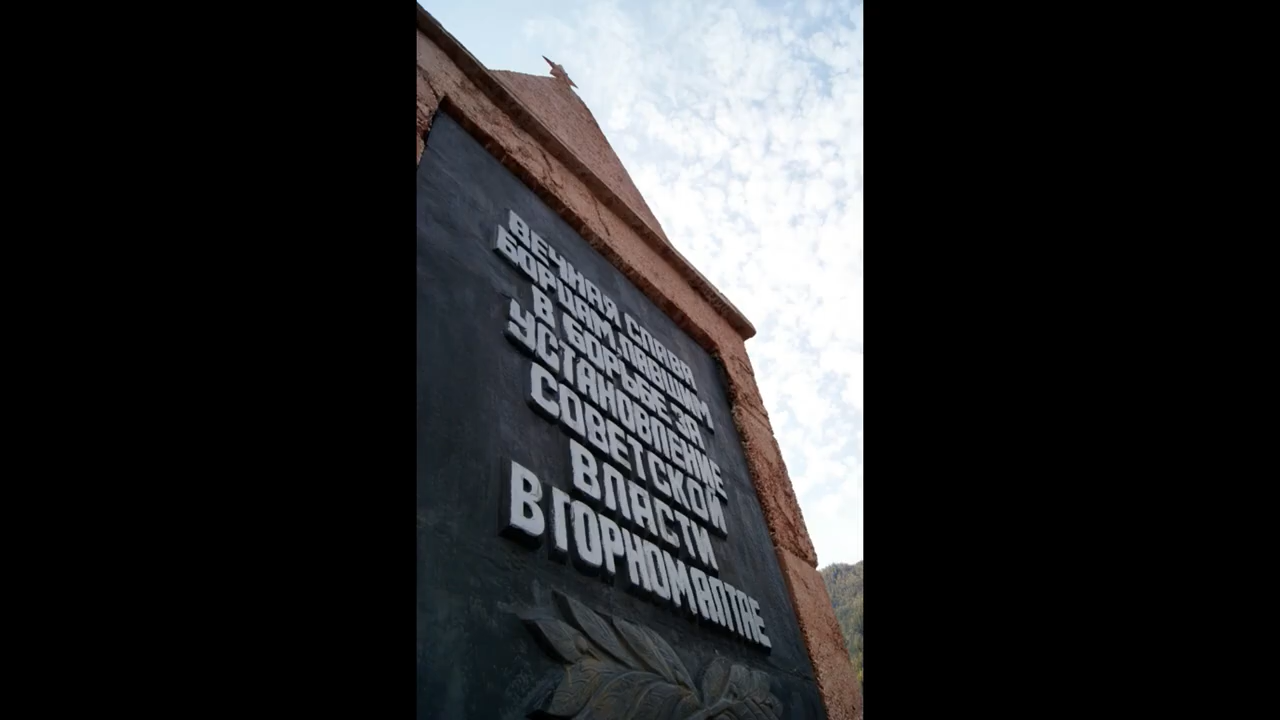 ВЕЧНАЯ СЛАВА
БОРЦАМ, ПАВШИМ
В БОРЬБЕ ЗА
УСТАНОВЛЕНИЕ
СОВЕТСКОЙ
ВЛАСТИ
В ГОРНОМ АЛТАЕ